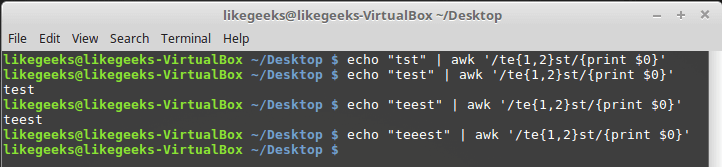 likegeeks@likegeeks-VirtualBox ~/Desktop
File Edit View Search Terminal Help
likegeeks@likegeeks-VirtualBox ~/Desktop $ echo "tst" | awk '/te{1,2}st/{print $0}'
likegeeks@likegeeks-VirtualBox ~/Desktop $ echo "test" | awk '/te{1,2}st/{print $0}'
test
likegeeks@likegeeks-VirtualBox ~/Desktop $ echo "teest" | awk '/te{1,2}st/{print $0}'
teest
likegeeks@likegeeks-VirtualBox ~/Desktop $ echo "teeest" | awk '/te{1,2}st/{print $0}'
likegeeks@likegeeks-VirtualBox ~/Desktop $